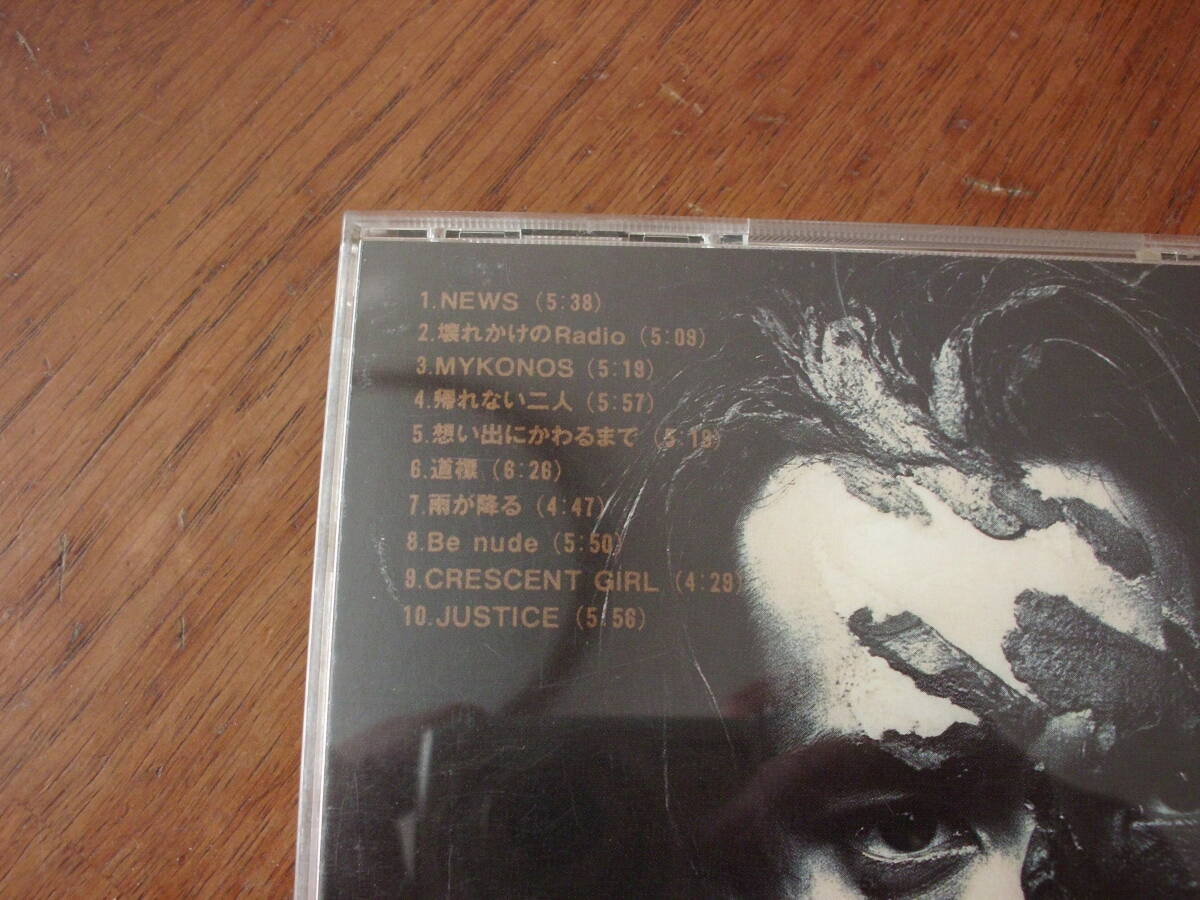 1.NEWS (5:38)
2.壊れかけのRadio (5:09)
3.MYKONOS (5:19)
4.帰れない二人 (5:57)
5.想い出にかわるまで (5:19)
6.道標 (6:26)
7.雨が降る (4:47)
8.Be nude (5:50)
9.CRESCENT GIRL (4:29)
10.JUSTICE (5:56)